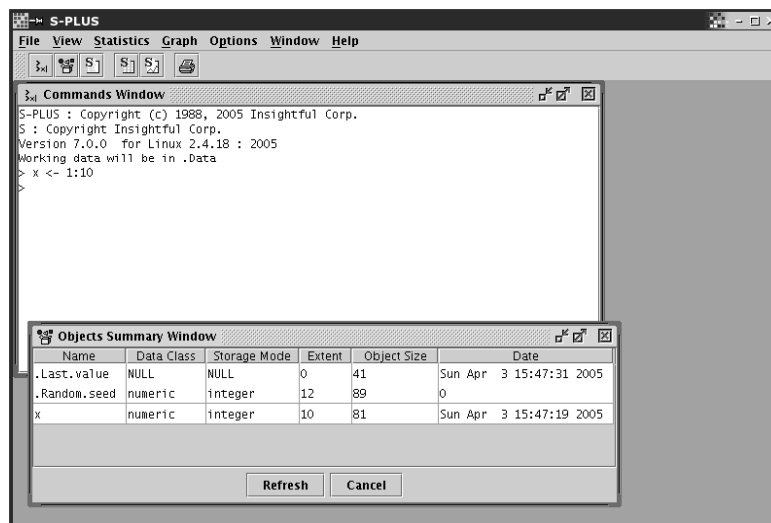 S-PLUS
File View Statistics Graph Options Window Help
Commands Window
S-PLUS : Copyright (c) 1988, 2005 Insightful Corp.
S : Copyright Insightful Corp.
Version 7.0.0 for Linux 2.4.18 : 2005
Working data will be in .Data
> x <- 1:10
>
Objects Summary Window
Name Data Class Storage Mode Extent Object Size Date
.Last.value NULL NULL 0 41 Sun Apr 3 15:47:31 2005
.Random.seed numeric integer 12 89 0
x numeric integer 10 81 Sun Apr 3 15:47:19 2005
Refresh Cancel